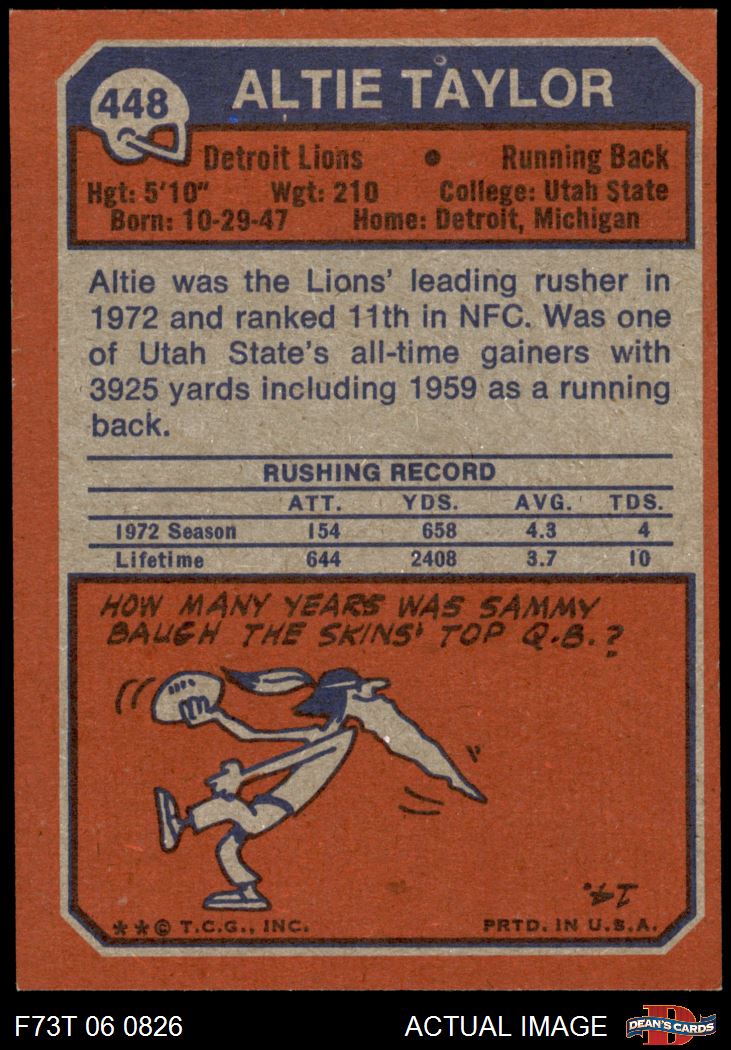 448
ALTIE TAYLOR
Detroit Lions • Running Back
Hgt: 5'10" Wgt: 210 College: Utah State
Born: 10-29-47 Home: Detroit, Michigan
Altie was the Lions' leading rusher in
1972 and ranked 11th in NFC. Was one
of Utah State's all-time gainers with
3925 yards including 1959 as a running
back.
RUSHING RECORD
ATT. YDS. AVG. TDS.
1972 Season 154 658 4.3 4
Lifetime 644 2408 3.7 10
HOW MANY YEARS WAS SAMMY
BAUGH THE SKINS' TOP Q.B.?
14.
**© T.C.G., INC. PRTD. IN U.S.A.
F73T 06 0826 ACTUAL IMAGE
D
DEAN'S CARDS